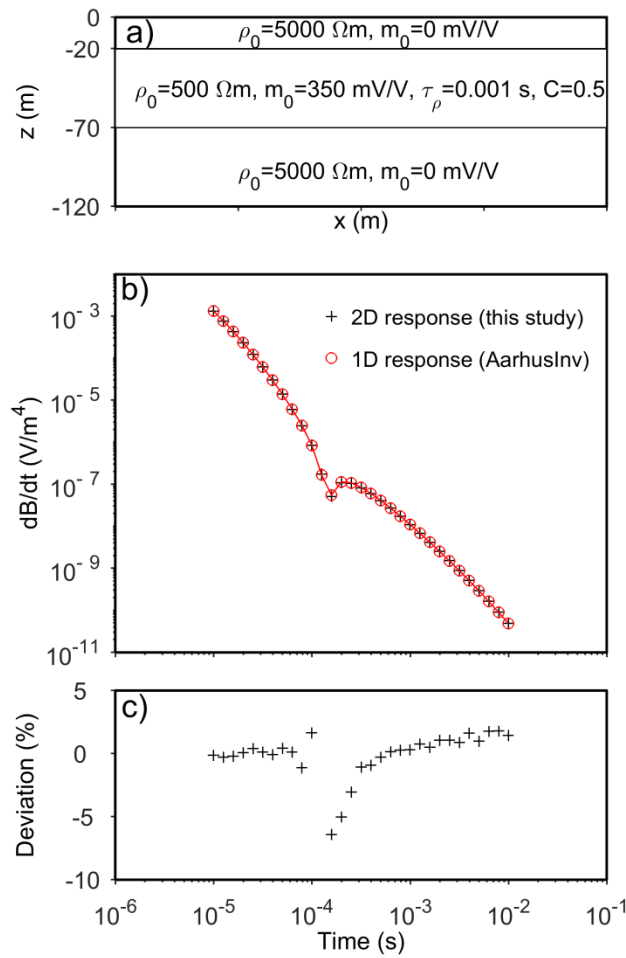 a)
0
-20
-70
-120
z (m)
ρ₀=5000 Ωm, m₀=0 mV/V
ρ₀=500 Ωm, m₀=350 mV/V, τᵨ=0.001 s, C=0.5
ρ₀=5000 Ωm, m₀=0 mV/V
x (m)
b)
10⁻³
10⁻⁵
10⁻⁷
10⁻⁹
10⁻¹¹
dB/dt (V/m⁴)
2D response (this study)
1D response (AarhusInv)
c)
5
0
-5
-10
Deviation (%)
10⁻⁶ 10⁻⁵ 10⁻⁴ 10⁻³ 10⁻² 10⁻¹
Time (s)